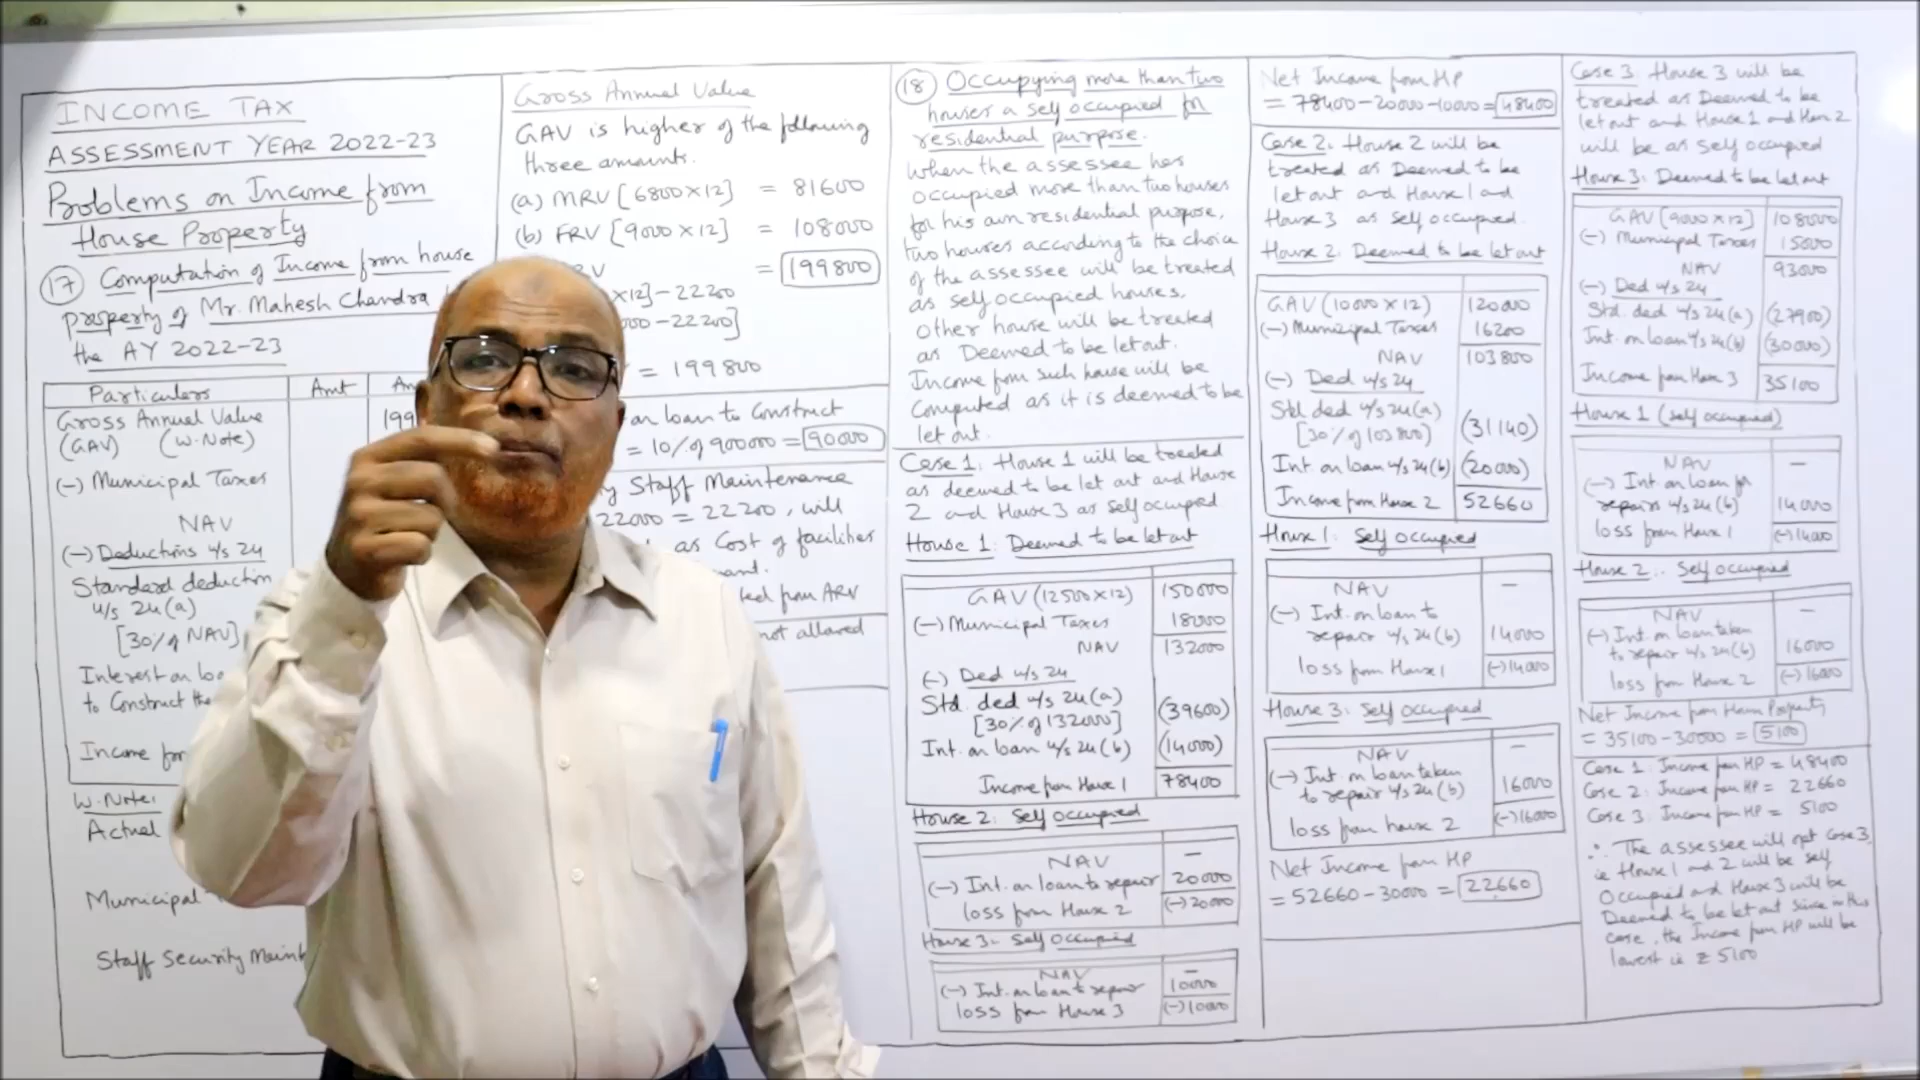 INCOME TAX
ASSESSMENT YEAR 2022-23
Problems on Income from
House Property
(17) Computation of Income from house
property of Mr. Mahesh Chandra
the AY 2022-23
Particulars Amt
Gross Annual Value 199
(GAV) (W.Note)
(-) Municipal Taxes
NAV
(-) Deductions u/s 24
Standard deduction
u/s 24(a)
[30% of NAV]
Interest on loa
to Construct the
Income fro
W.Note:
Actual
Municipal
Staff Security Maint
Gross Annual Value
GAV is higher of the following
three amounts.
(a) MRV [6800×12] = 81600
(b) FRV [9000×12] = 108000
RV = 199800
×12]-22200
000-22200]
= 199800
on loan to Construct
= 10% of 900000 = 90000
y Staff Maintenance
22000 = 22200, will
as Cost of facilities
nant.
ted from ARV
not allowed
(18) Occupying more than two
houses a self occupied for
residential purpose.
When the assessee has
occupied more than two houses
for his own residential purpose,
two houses according to the choice
of the assessee will be treated
as self occupied houses.
Other house will be treated
as Deemed to be let out.
Income from such house will be
Computed as it is deemed to be
let out.
Case 1: House 1 will be treated
as deemed to be let out and House
2 and House 3 as self occupied
House 1: Deemed to be let out
GAV (12500×12) 150000
(-) Municipal Taxes 18000
NAV 132000
(-) Ded u/s 24
Std. ded u/s 24(a)
[30% of 132000] (39600)
Int. on loan u/s 24(b) (14000)
Income from House 1 78400
House 2: Self occupied
NAV -
(-) Int. on loan to repair 20000
loss from House 2 (-)20000
House 3:- Self occupied
NAV -
(-) Int. on loan to repair 10000
loss from House 3 (-)10000
Net Income from HP
= 78400-20000-10000 = 48400
Case 2: House 2 will be
treated as Deemed to be
let out and House 1 and
House 3 as self occupied.
House 2: Deemed to be let out
GAV (10000×12) 120000
(-) Municipal Taxes 16200
NAV 103800
(-) Ded u/s 24
Std ded u/s 24(a)
[30% of 103800] (31140)
Int on loan u/s 24(b) (20000)
Income from House 2 52660
House 1: Self occupied
NAV -
(-) Int. on loan to
repair u/s 24(b) 14000
loss from House 1 (-)14000
House 3: Self occupied
NAV -
(-) Int on loan taken
to repair u/s 24(b) 16000
loss from house 2 (-)16000
Net Income from HP
= 52660-30000 = 22660
Case 3: House 3 will be
treated as Deemed to be
let out and House 1 and House 2
will be as self occupied
House 3: Deemed to be let out
GAV [9000×12] 108000
(-) Municipal Taxes 15000
NAV 93000
(-) Ded u/s 24
Std. ded u/s 24(a) (27900)
Int. on loan u/s 24(b) (30000)
Income from House 3 35100
House 1 (self occupied)
NAV -
(-) Int on loan for
repairs u/s 24(b) 14000
loss from House 1 (-)14000
House 2:- Self occupied
NAV -
(-) Int. on loan taken
to repair u/s 24(b) 16000
loss from House 2 (-)16000
Net Income from House Property
= 35100-30000 = 5100
Case 1: Income from HP = 48400
Case 2: Income from HP = 22660
Case 3: Income from HP = 5100
∴ The assessee will opt Case 3,
ie House 1 and 2 will be self
Occupied and House 3 will be
Deemed to be let out since in this
case, the Income from HP will be
lowest ie ₹ 5100